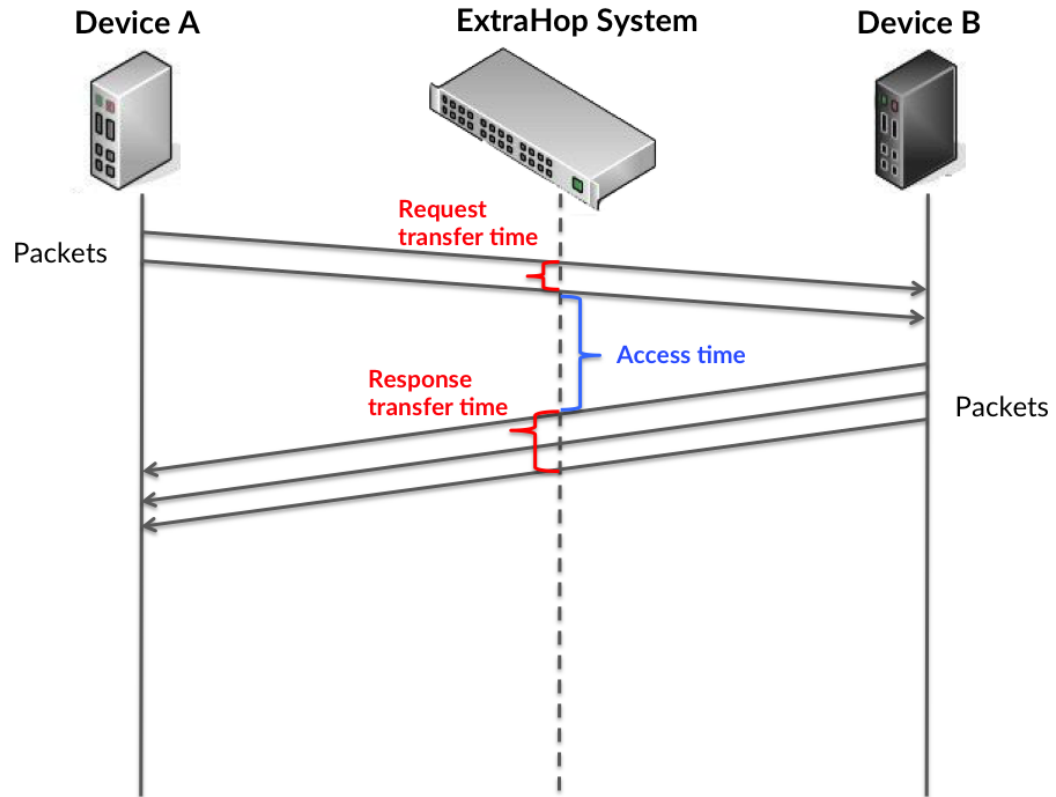 Device A
ExtraHop System
Device B
Request
transfer time
Packets
Access time
Response
transfer time
Packets